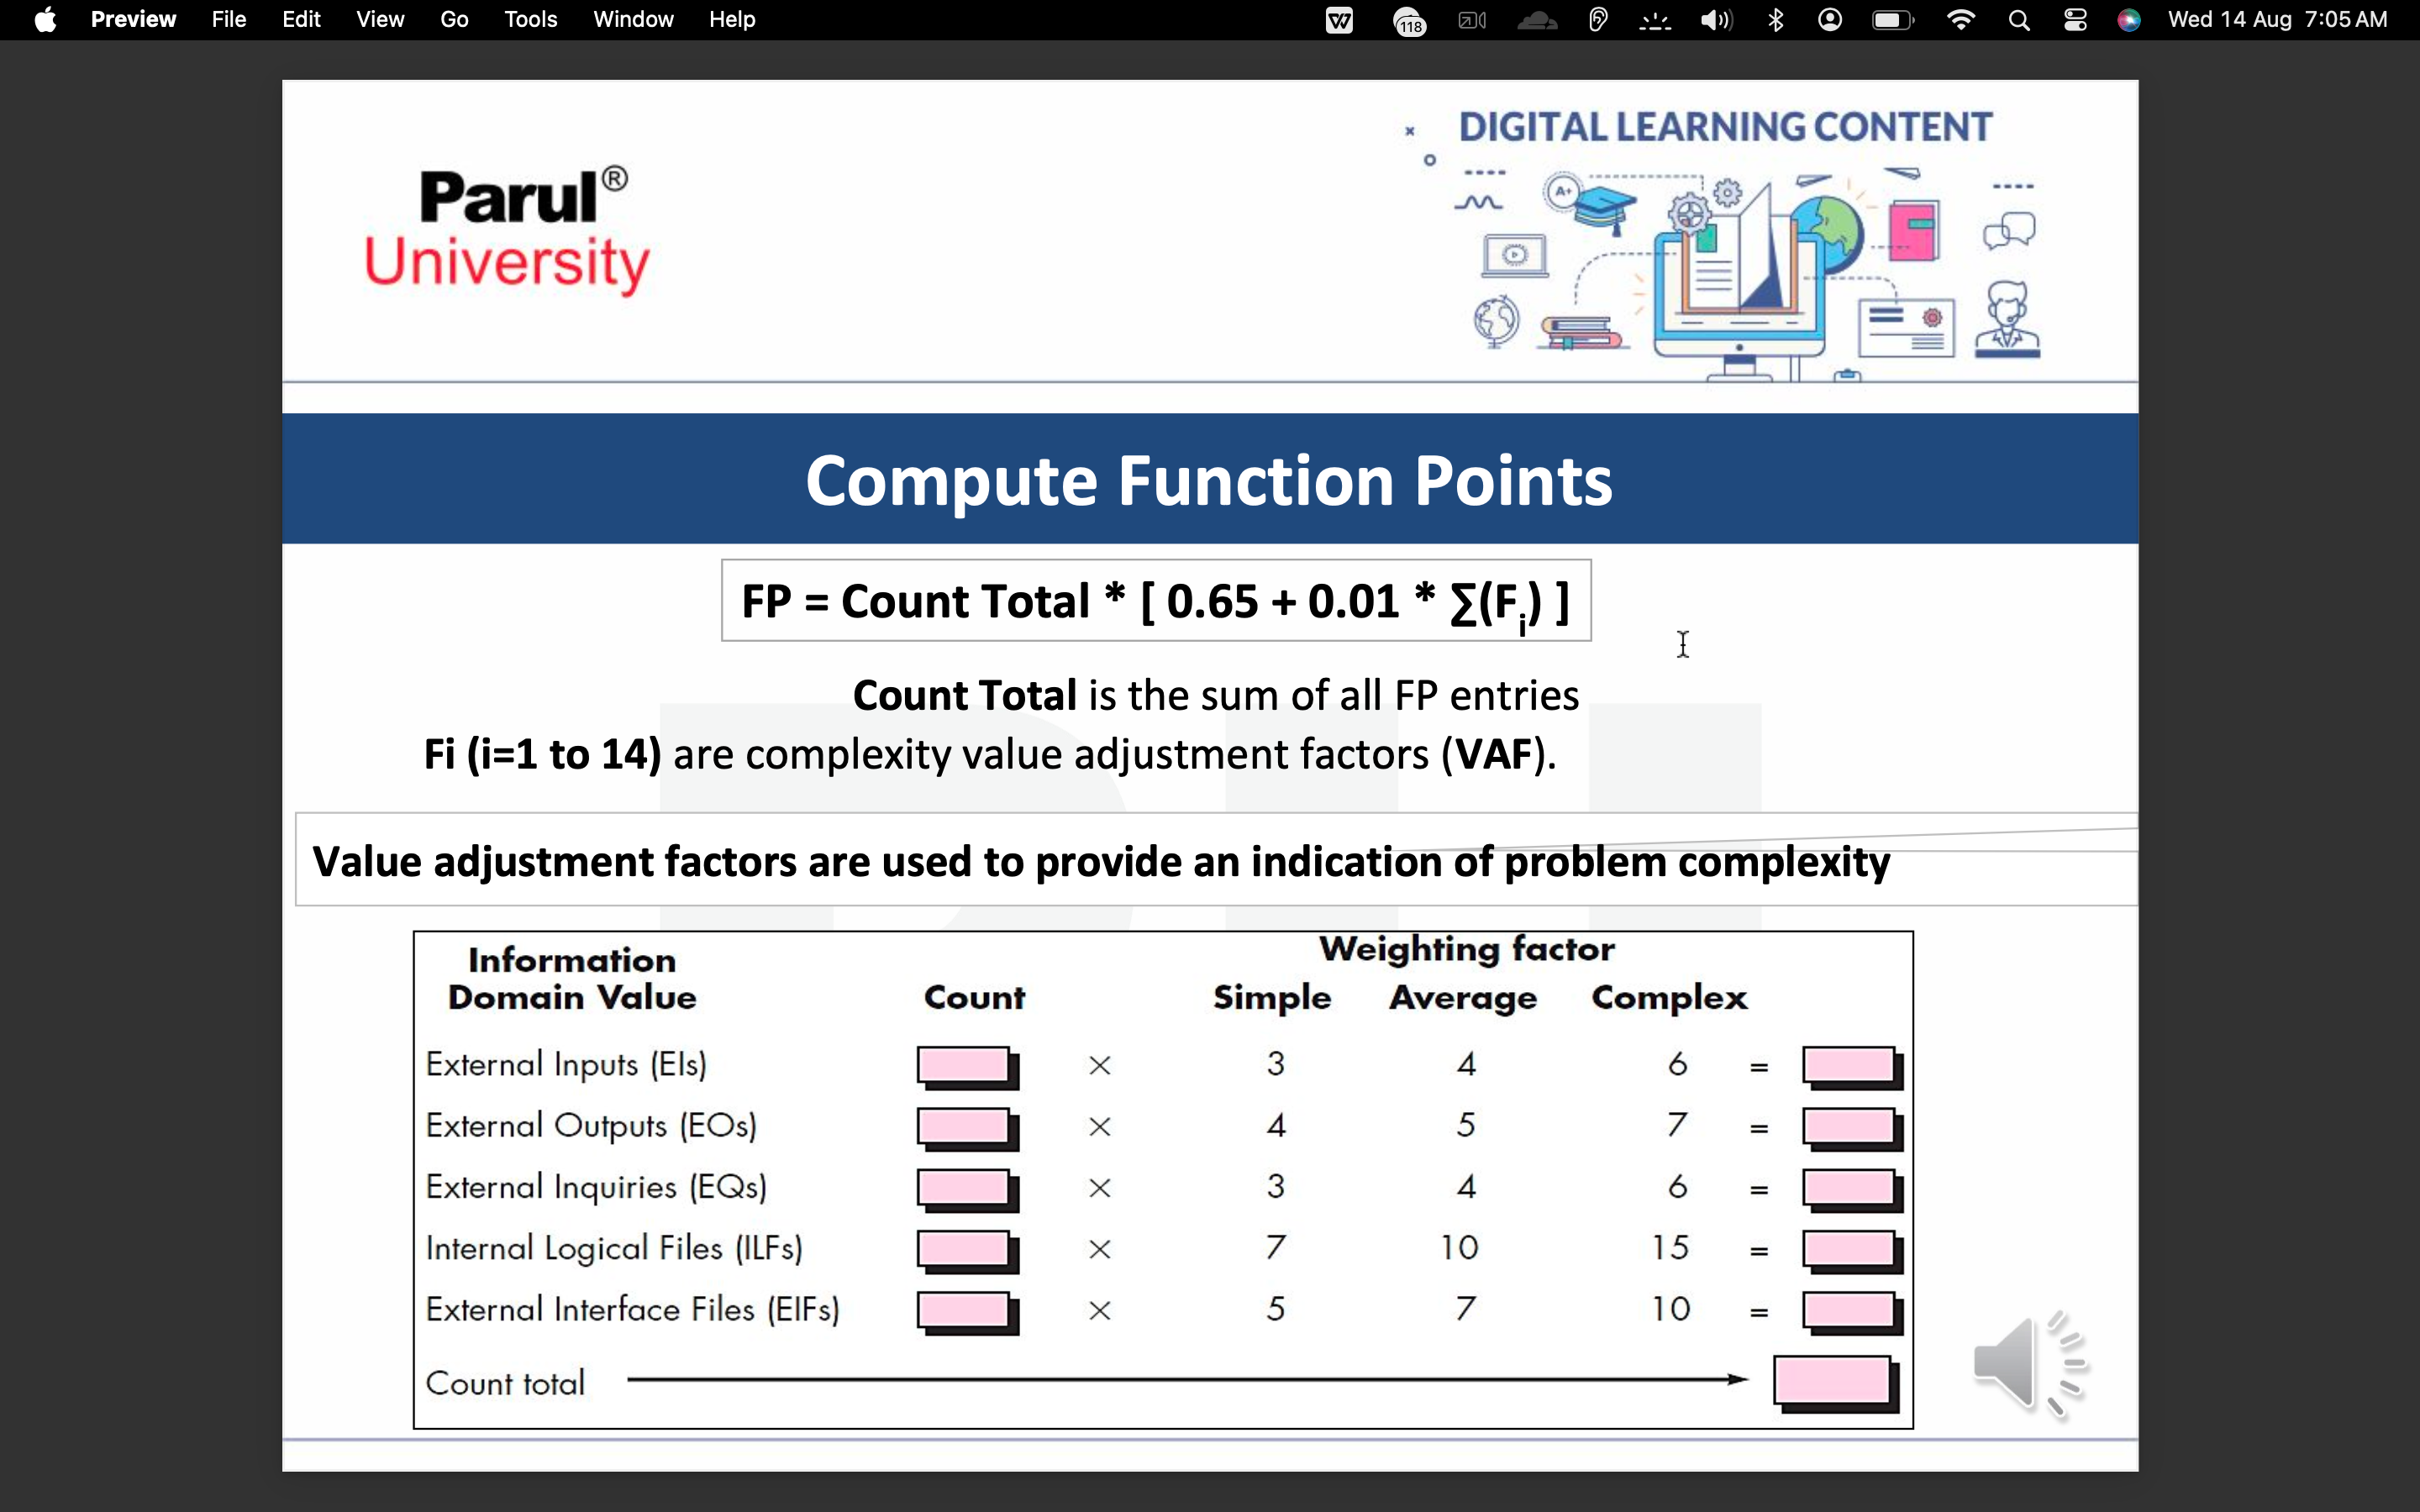 Preview File Edit View Go Tools Window Help 118 Wed 14 Aug 7:05 AM
DIGITAL LEARNING CONTENT
A+
Parul®
University
Compute Function Points
FP = Count Total * [ 0.65 + 0.01 * ∑(Fi) ]
Count Total is the sum of all FP entries
Fi (i=1 to 14) are complexity value adjustment factors (VAF).
Value adjustment factors are used to provide an indication of problem complexity
Weighting factor
Information
Domain Value Count Simple Average Complex
External Inputs (EIs) × 3 4 6 =
External Outputs (EOs) × 4 5 7 =
External Inquiries (EQs) × 3 4 6 =
Internal Logical Files (ILFs) × 7 10 15 =
External Interface Files (EIFs) × 5 7 10 =
Count total